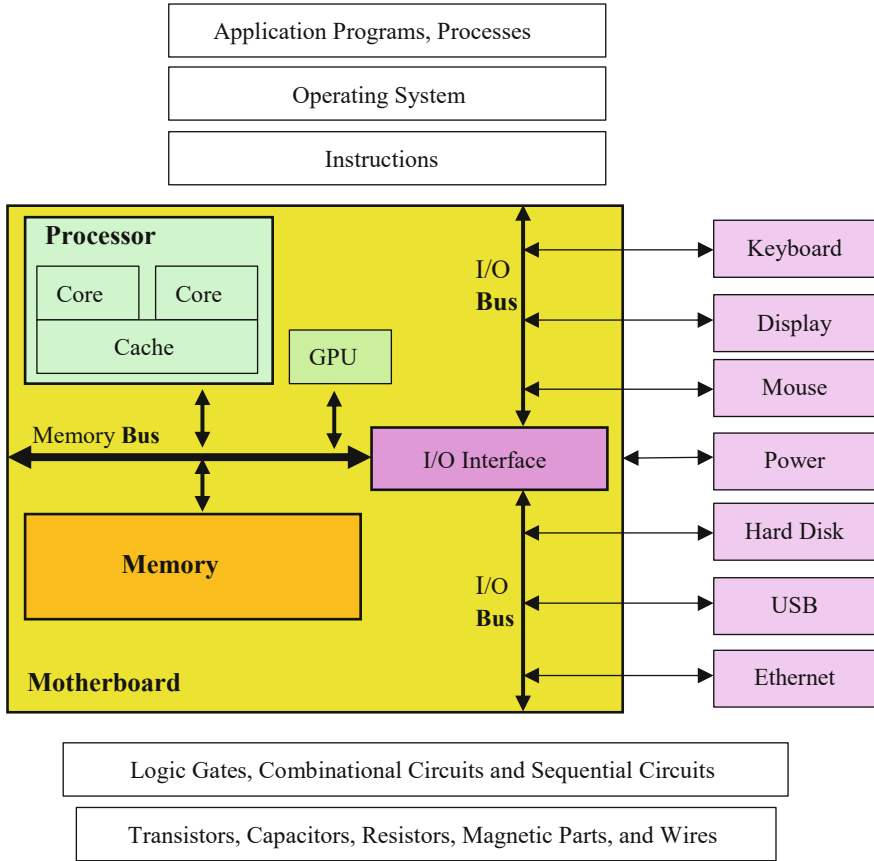 Application Programs, Processes
Operating System
Instructions
Processor
Core
Core
Cache
GPU
I/O
Bus
Memory Bus
I/O Interface
Memory
I/O
Bus
Motherboard
Keyboard
Display
Mouse
Power
Hard Disk
USB
Ethernet
Logic Gates, Combinational Circuits and Sequential Circuits
Transistors, Capacitors, Resistors, Magnetic Parts, and Wires